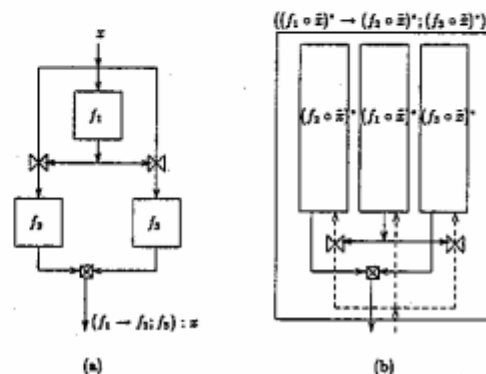 x
f₁
f₂
f₃
(f₁ → f₂; f₃) : x
(a)
((f₁ ∘ x̄)* → (f₂ ∘ x̄)*; (f₃ ∘ x̄)*)
(f₂ ∘ x̄)*
(f₁ ∘ x̄)*
(f₃ ∘ x̄)*
(b)